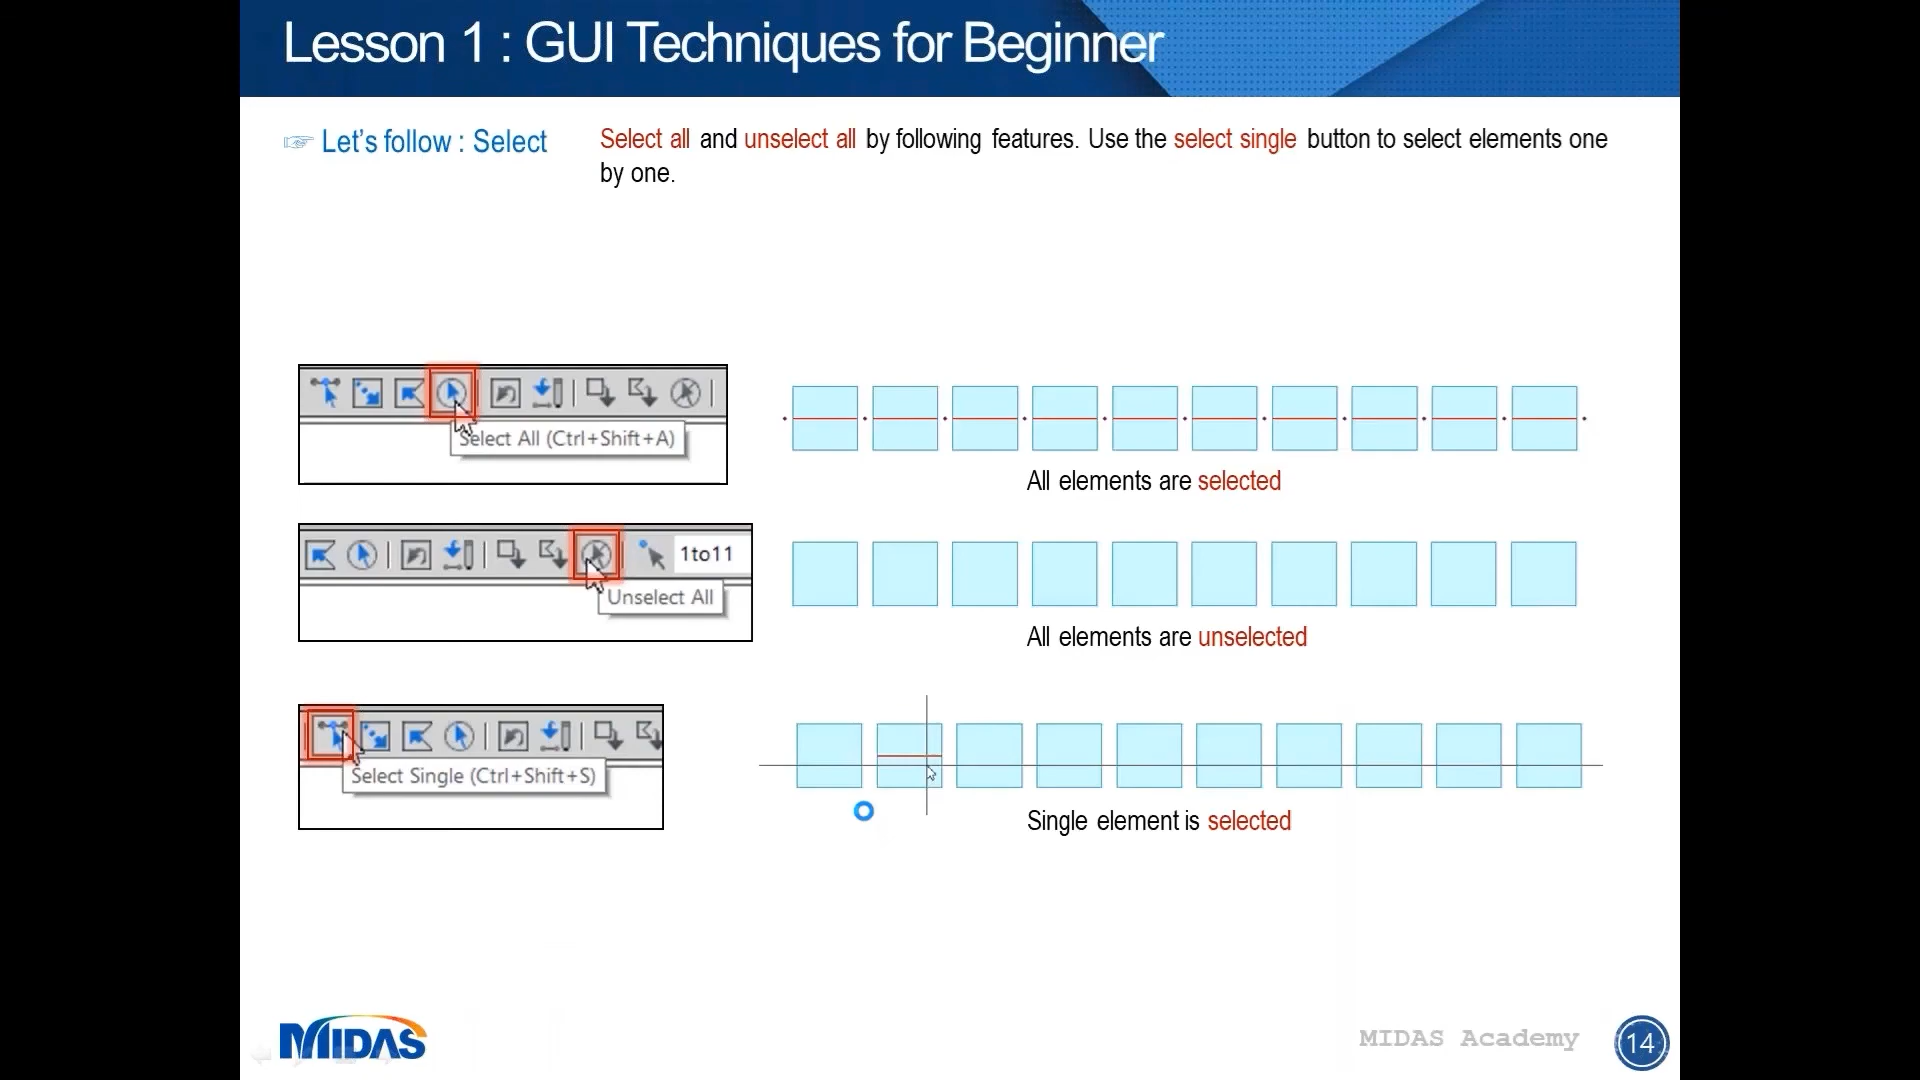 Lesson 1 : GUI Techniques for Beginner
☞ Let's follow : Select
Select all and unselect all by following features. Use the select single button to select elements one
by one.
Select All (Ctrl+Shift+A)
All elements are selected
1to11
Unselect All
All elements are unselected
Select Single (Ctrl+Shift+S)
Single element is selected
MIDAS
MIDAS Academy
14